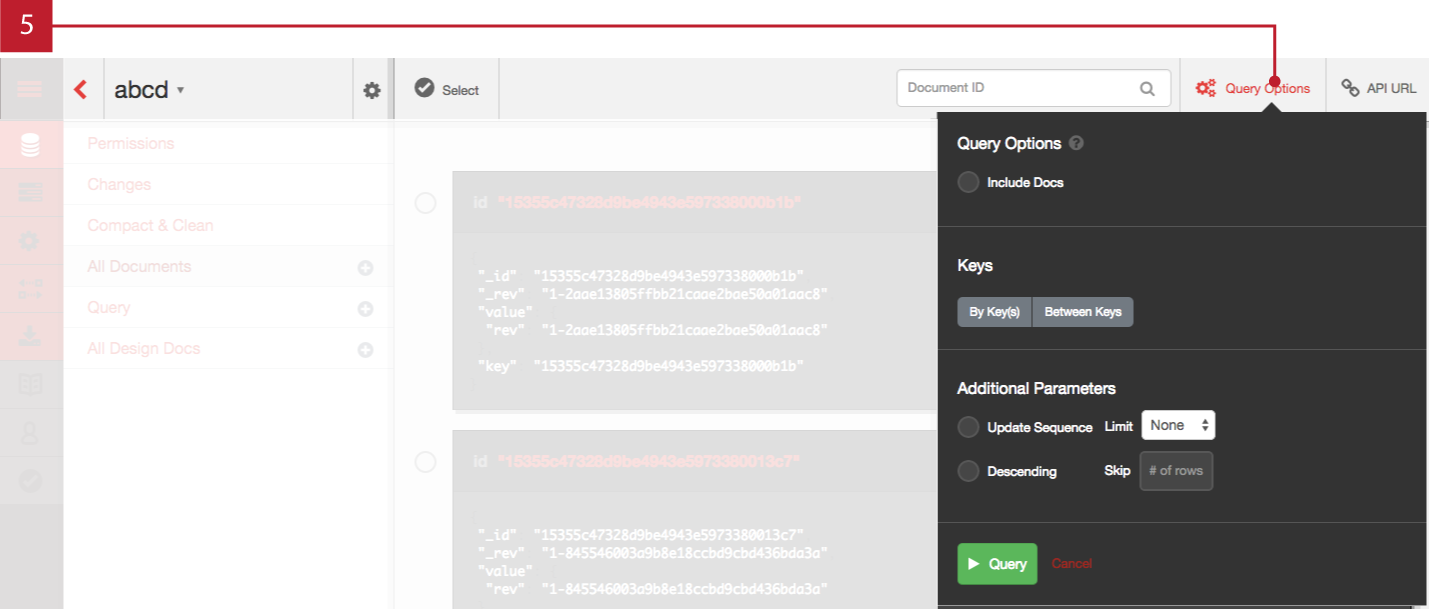 5
abcd
Select
Document ID
Query Options
API URL
Permissions
Changes
Compact & Clean
All Documents
Query
All Design Docs
id "15355c47328d9be4943e597338000b1b"
"_id" "15355c47328d9be4943e597338000b1b"
"_rev" "1-2aae13805ffbb21caae2bae50a01aac8"
"value"
"rev" "1-2aae13805ffbb21caae2bae50a01aac8"
"key" "15355c47328d9be4943e597338000b1b"
id "15355c47328d9be4943e5973380013c7"
"_id" "15355c47328d9be4943e5973380013c7"
"_rev" "1-845546003a9b8e18ccbd9cbd436bda3a"
"value"
"rev" "1-845546003a9b8e18ccbd9cbd436bda3a"
Query Options ?
Include Docs
Keys
By Key(s) Between Keys
Additional Parameters
Update Sequence Limit None
Descending Skip # of rows
Query Cancel